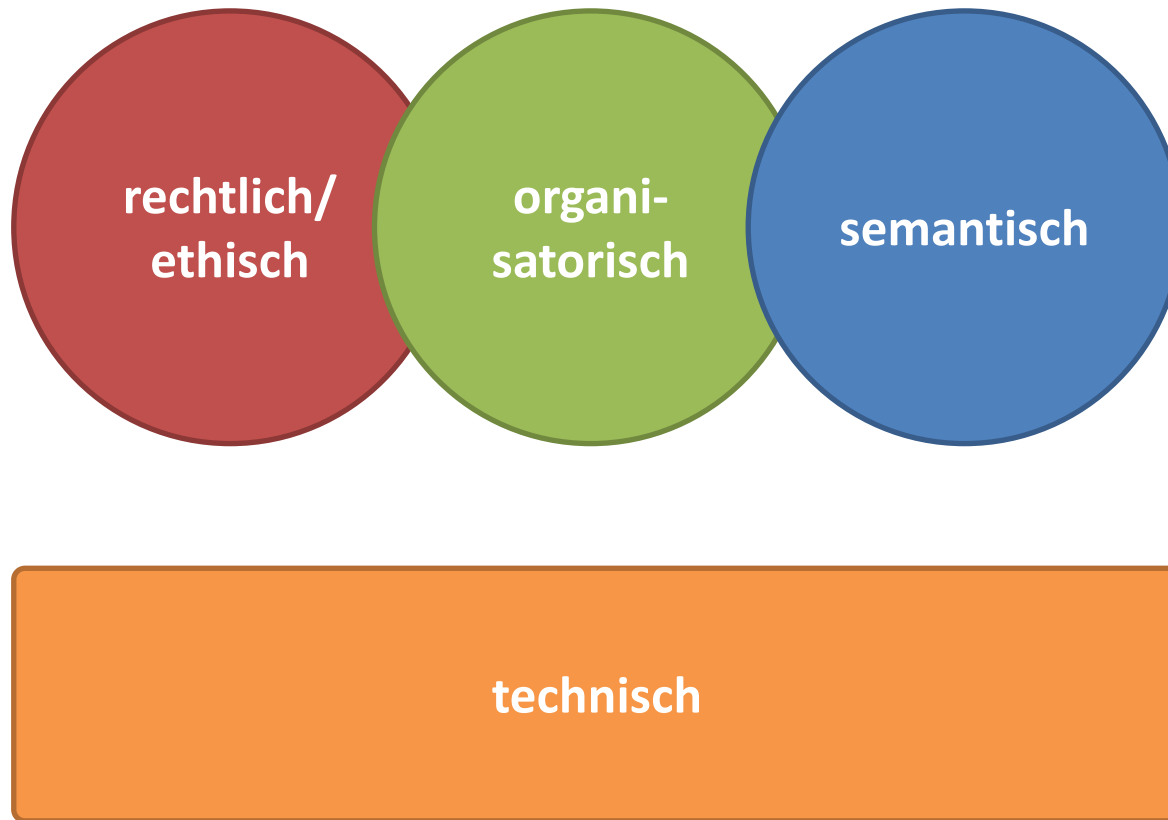 rechtlich/
ethisch
organi-
satorisch
semantisch
technisch